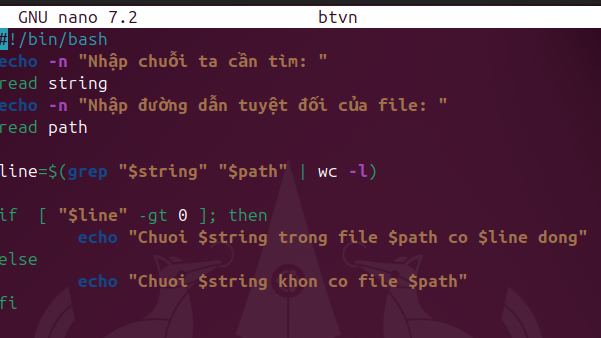 GNU nano 7.2 btvn
#!/bin/bash
echo -n "Nhập chuỗi ta cần tìm: "
read string
echo -n "Nhập đường dẫn tuyệt đối của file: "
read path
line=$(grep "$string" "$path" | wc -l)
if  [ "$line" -gt 0 ]; then
        echo "Chuoi $string trong file $path co $line dong"
else
        echo "Chuoi $string khon co file $path"
fi